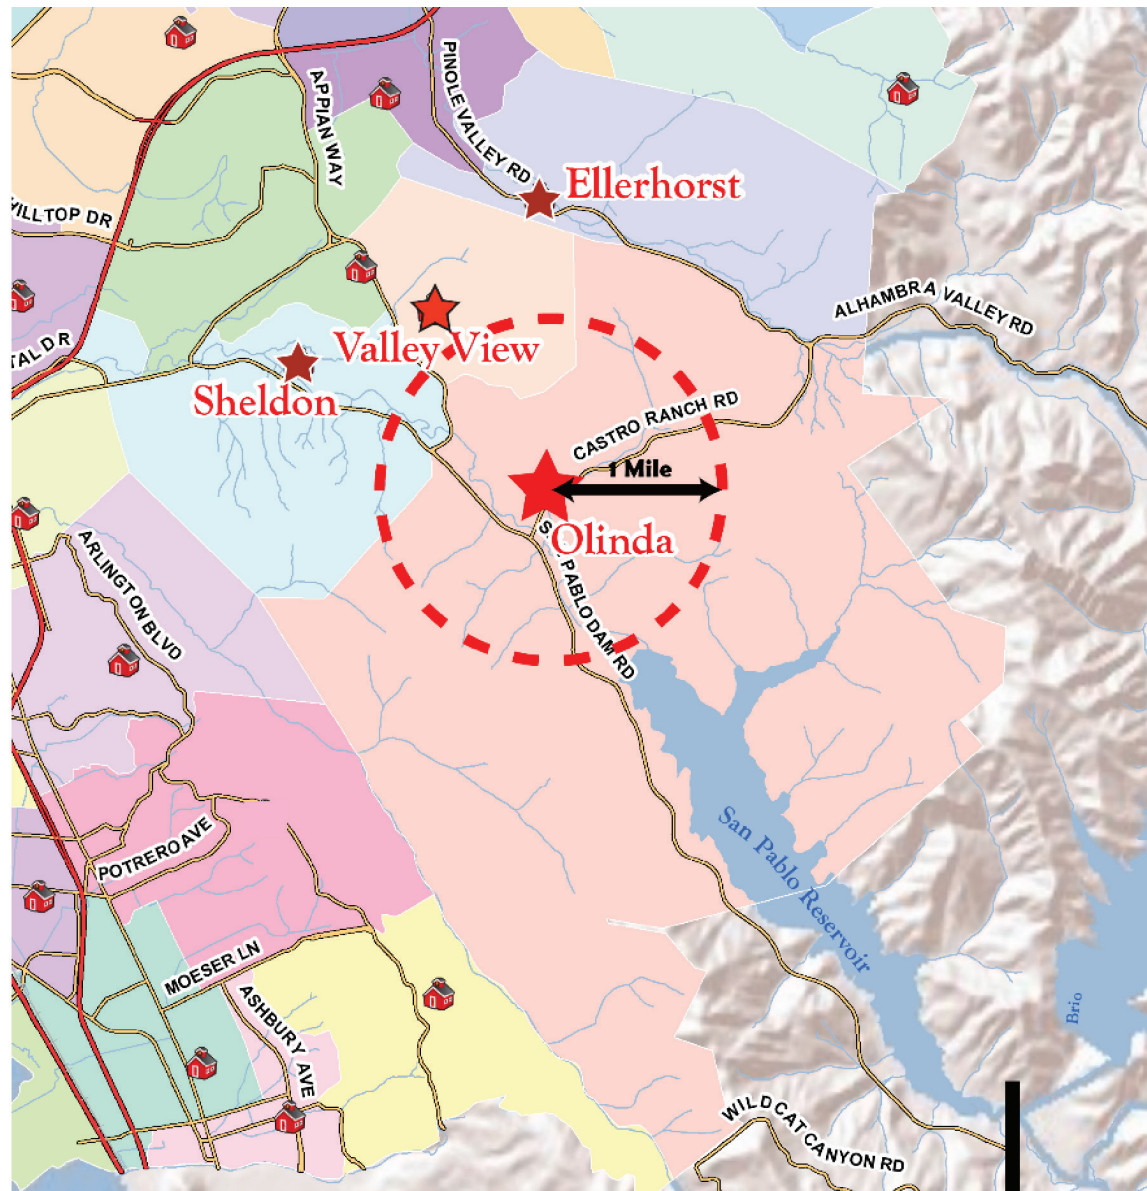 APPIAN WAY
PINOLE VALLEY RD
Ellerhorst
HILLTOP DR
ALHAMBRA VALLEY RD
TAL DR
Valley View
Sheldon
CASTRO RANCH RD
1 Mile
Olinda
PABLO DAM RD
ARLINGTON BLVD
San Pablo Reservoir
POTRERO AVE
MOESER LN
ASHBURY AVE
Brio
WILDCAT CANYON RD